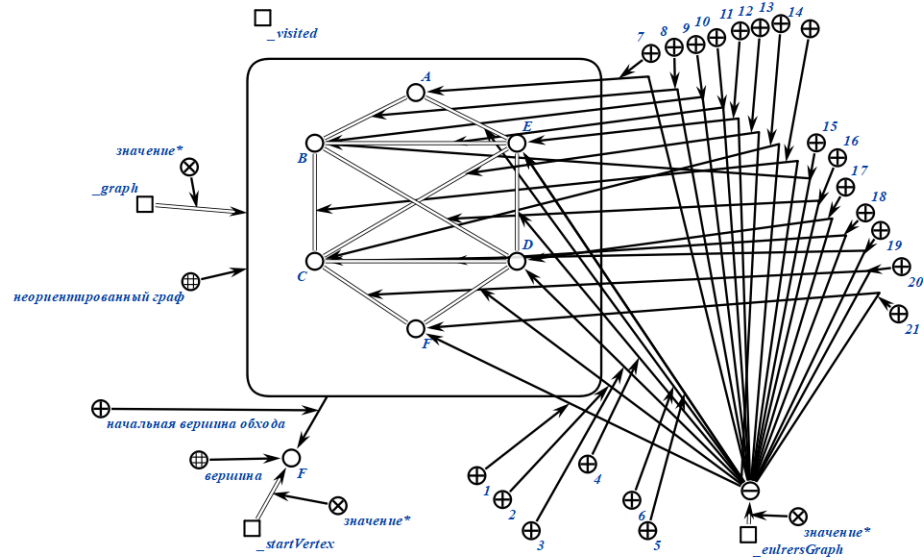 _visited
7
8
9
10
11
12
13
14
A
B
E
значение*
_graph
15
16
17
18
19
20
21
C
D
неориентированный граф
F
начальная вершина обхода
вершина
F
значение*
_startVertex
1
2
3
4
6
5
значение*
_eulrersGraph